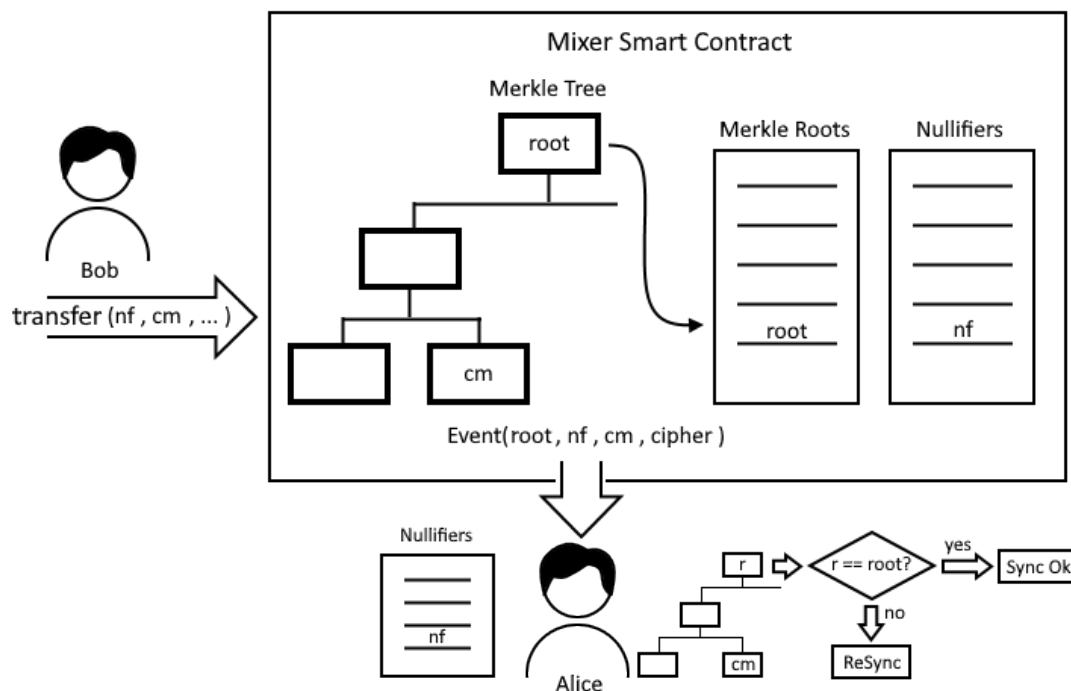 Mixer Smart Contract
Merkle Tree
root
Merkle Roots
Nullifiers
root
nf
cm
Bob
transfer (nf , cm , ... )
Event(root , nf , cm , cipher )
Nullifiers
nf
Alice
r
cm
r == root?
yes
Sync Ok
no
ReSync